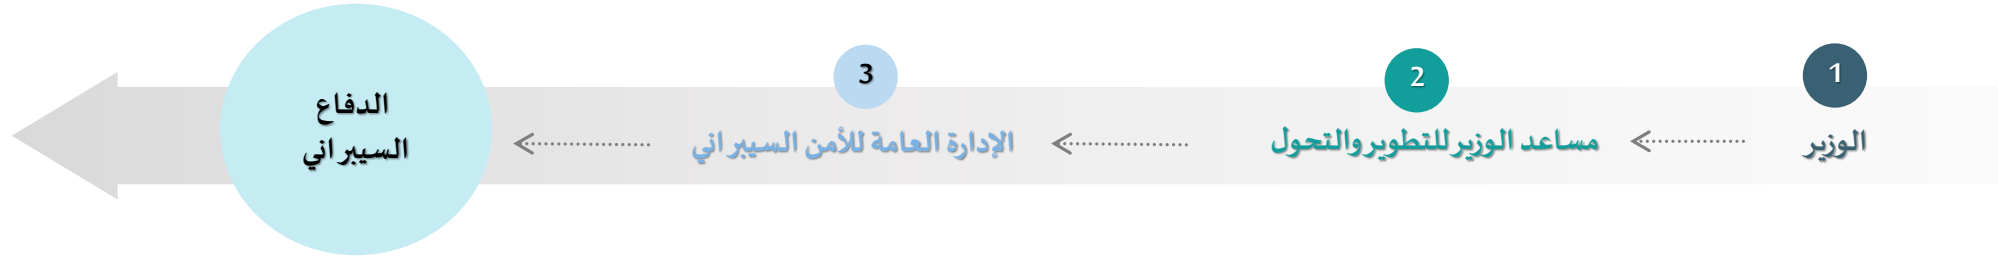 1
الوزير
2
مساعد الوزير للتطوير والتحول
3
الإدارة العامة للأمن السيبراني
الدفاع
السيبراني